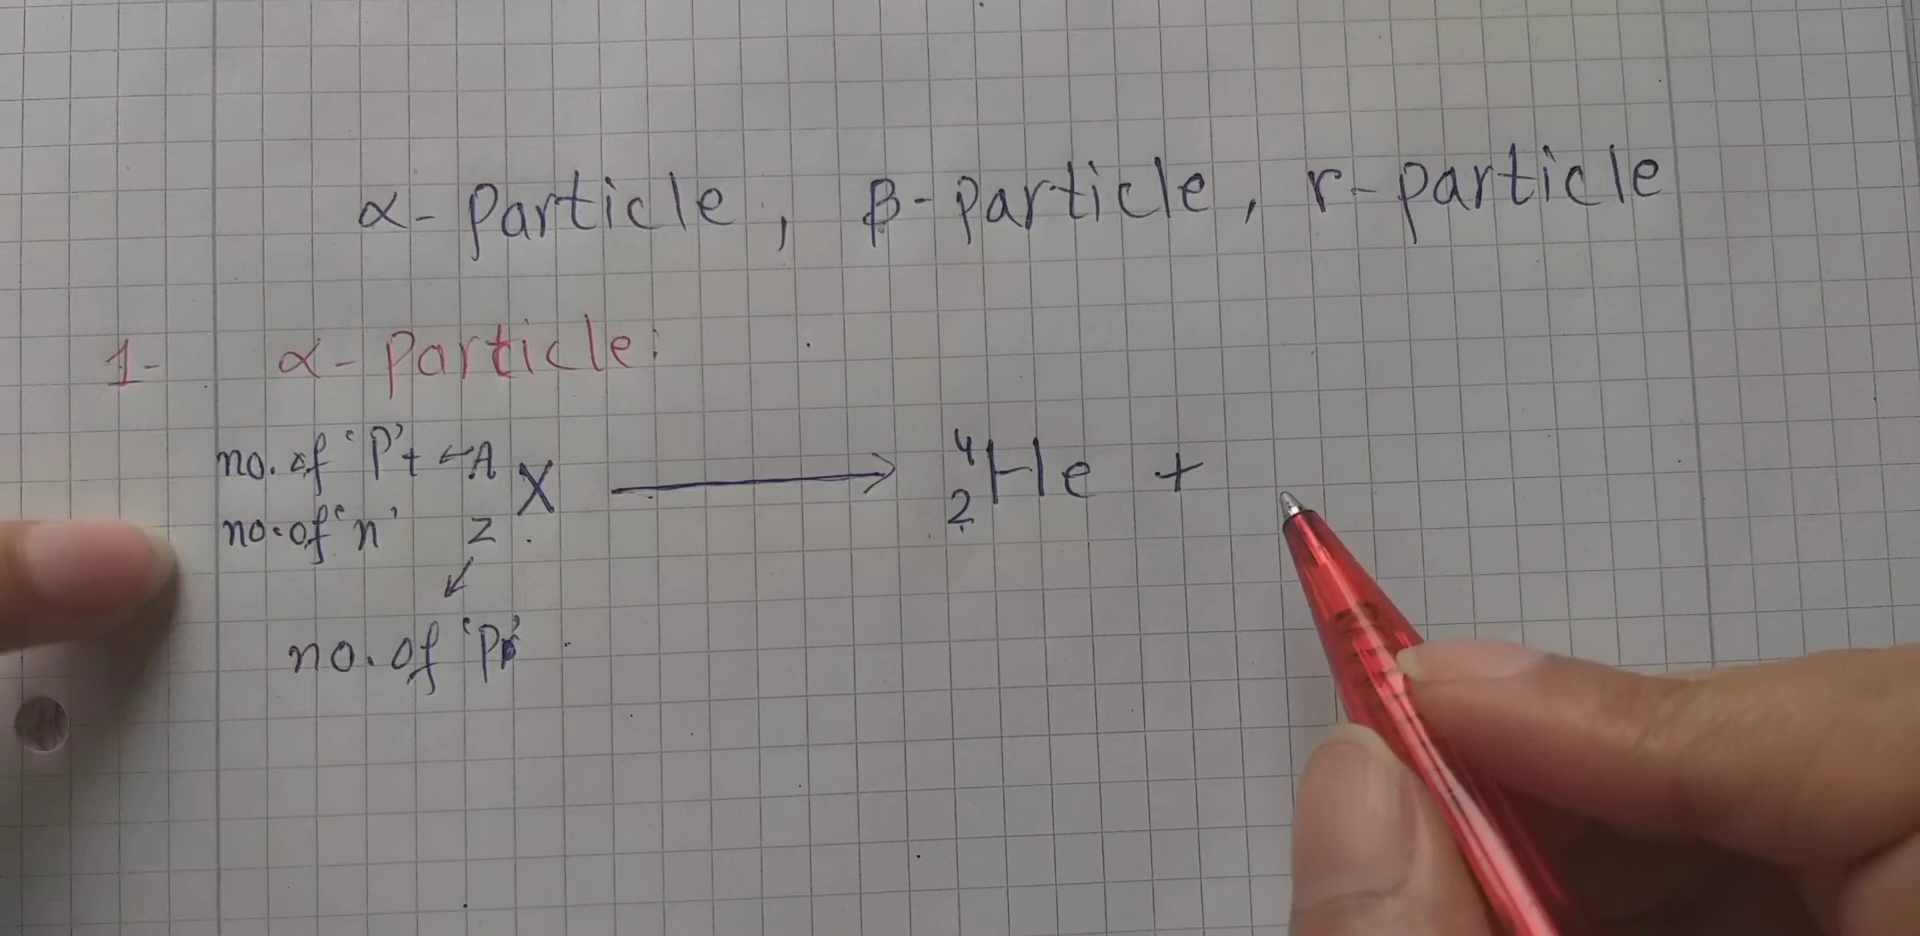 α- Particle, β-particle, r-particle
1- α- Particle:
no. of 'P' + ← A X ⟶ 4 2 He +
no. of 'n' Z
↙
no. of 'P'